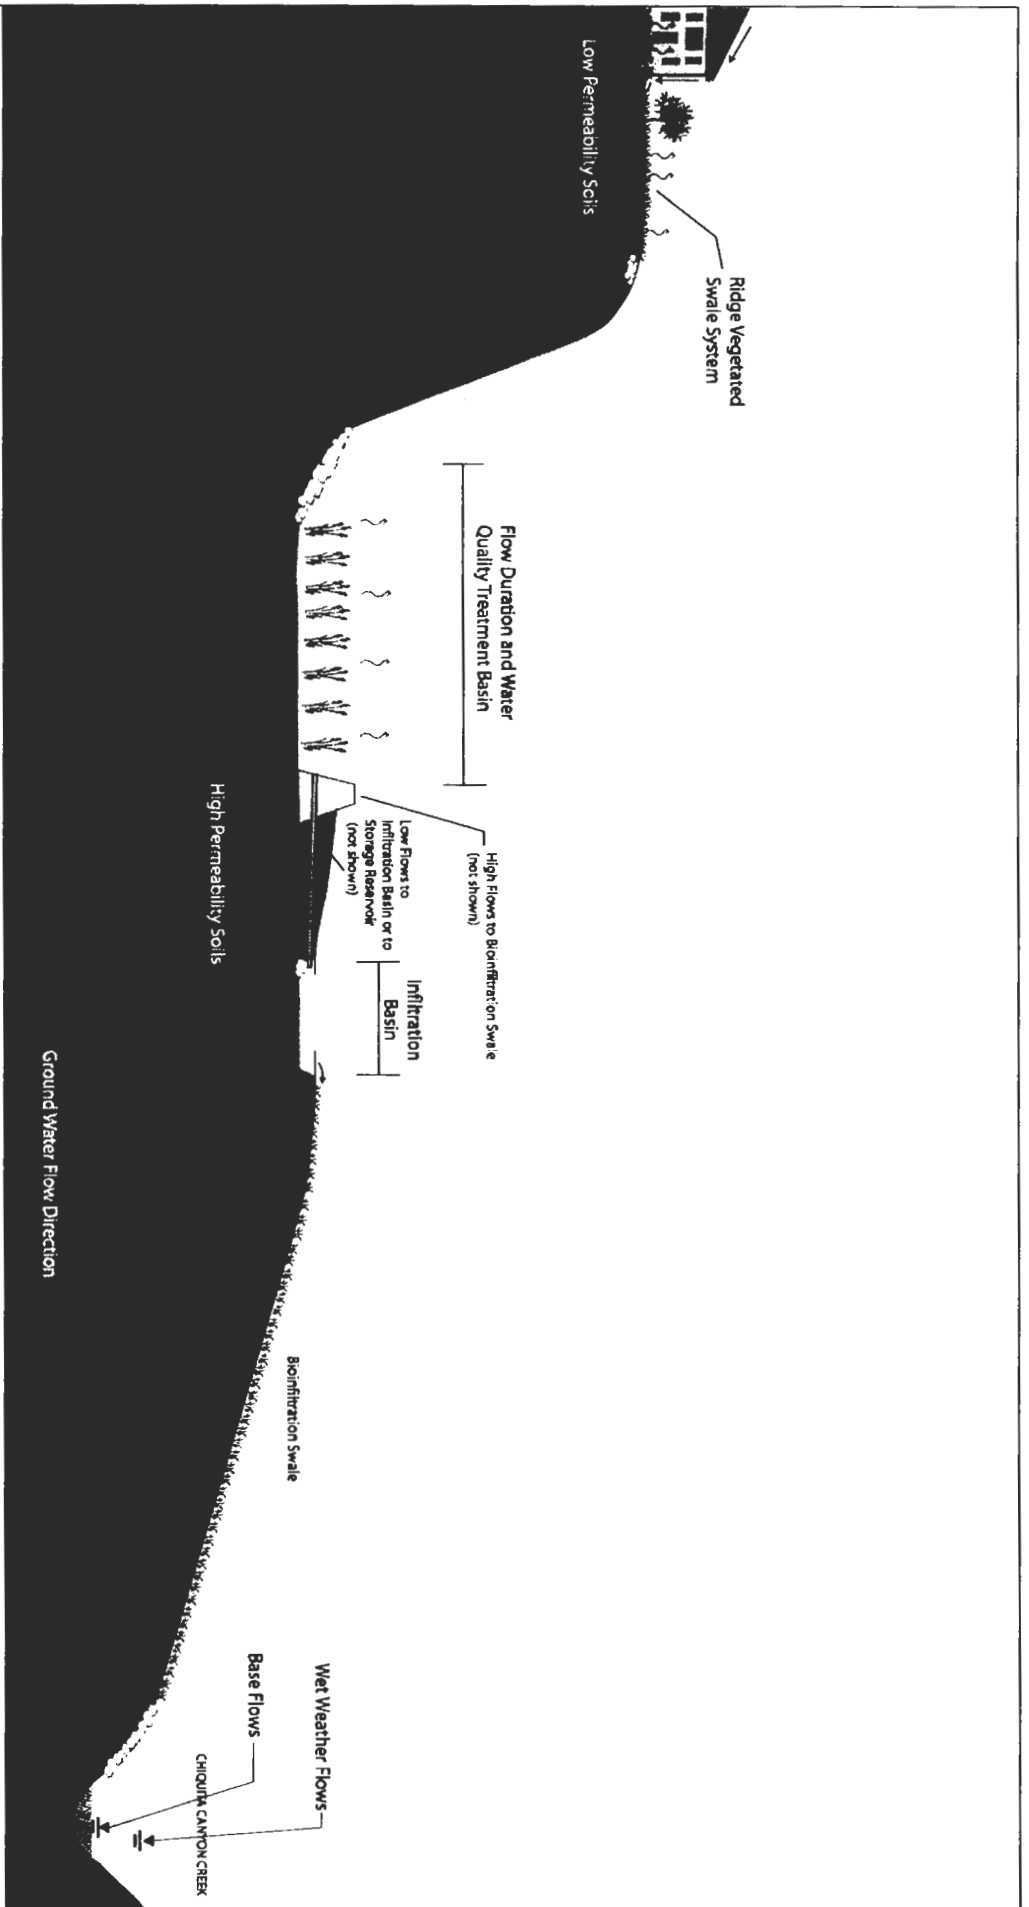 Ridge Vegetated
Swale System
Low Permeability Soils
Flow Duration and Water
Quality Treatment Basin
High Flows to Bioinfiltration Swale
(not shown)
Low Flows to
Infiltration Basin or to
Storage Reservoir
(not shown)
Infiltration
Basin
High Permeability Soils
Ground Water Flow Direction
Bioinfiltration Swale
Wet Weather Flows
Base Flows
CHIQUITA CANYON CREEK